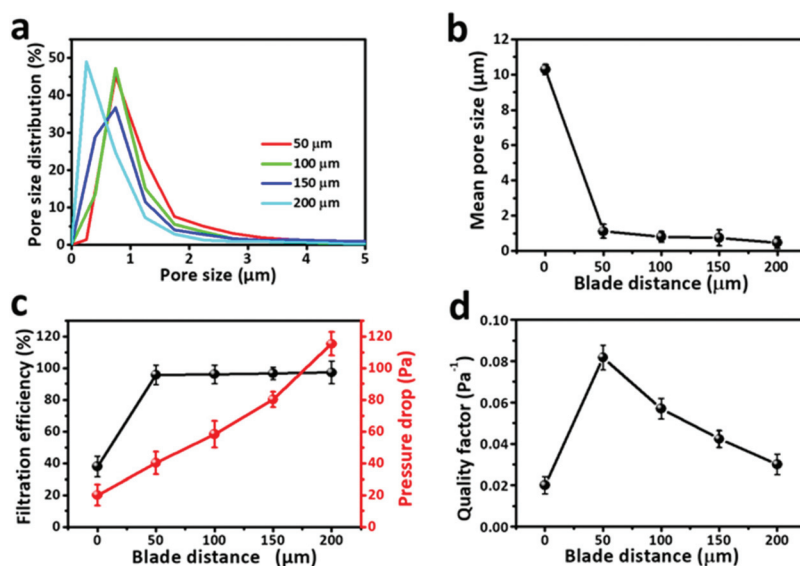 a
Pore size distribution (%)
50
40
30
20
10
0
50 μm
100 μm
150 μm
200 μm
0 1 2 3 4 5
Pore size (μm)
b
Mean pore size (μm)
12
10
8
6
4
2
0
0 50 100 150 200
Blade distance (μm)
c
Filtration efficiency (%)
120
100
80
60
40
20
0
120
100
80
60
40
20
0
Pressure drop (Pa)
0 50 100 150 200
Blade distance (μm)
d
Quality factor (Pa⁻¹)
0.10
0.08
0.06
0.04
0.02
0.00
0 50 100 150 200
Blade distance (μm)